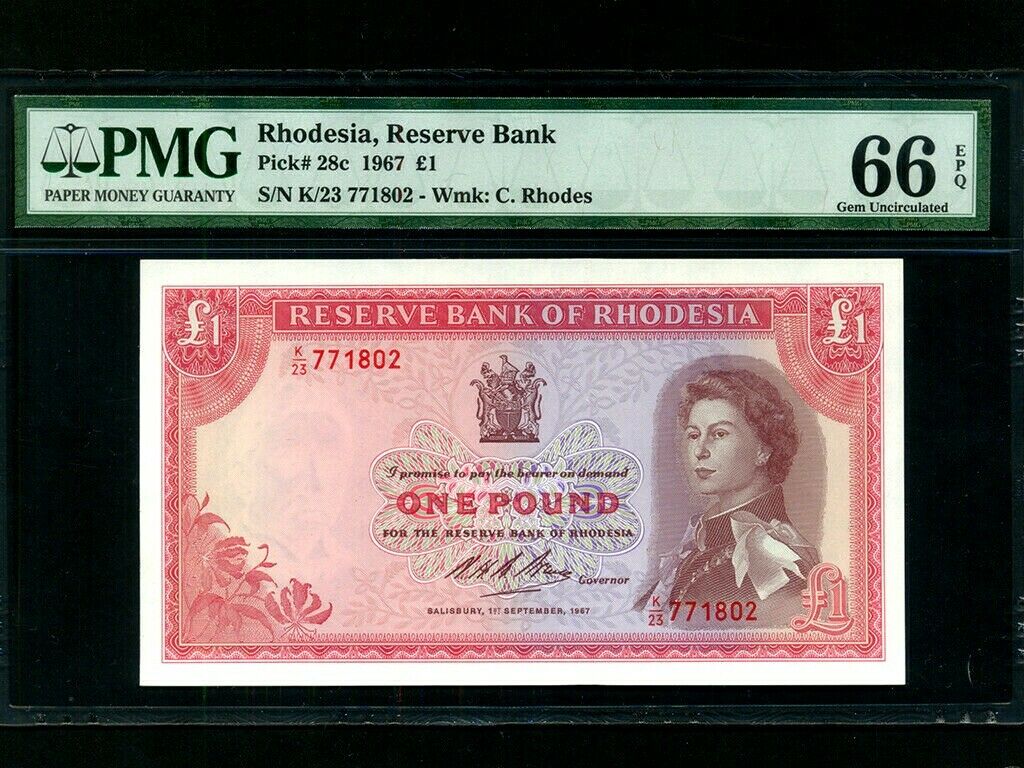 PMG
PAPER MONEY GUARANTY
Rhodesia, Reserve Bank
Pick# 28c 1967 £1
S/N K/23 771802 - Wmk: C. Rhodes
66 EPQ
Gem Uncirculated
£1 RESERVE BANK OF RHODESIA £1
K/23 771802
I promise to pay the bearer on demand
ONE POUND
FOR THE RESERVE BANK OF RHODESIA
Governor
SALISBURY, 1ST SEPTEMBER, 1967
K/23 771802 £1